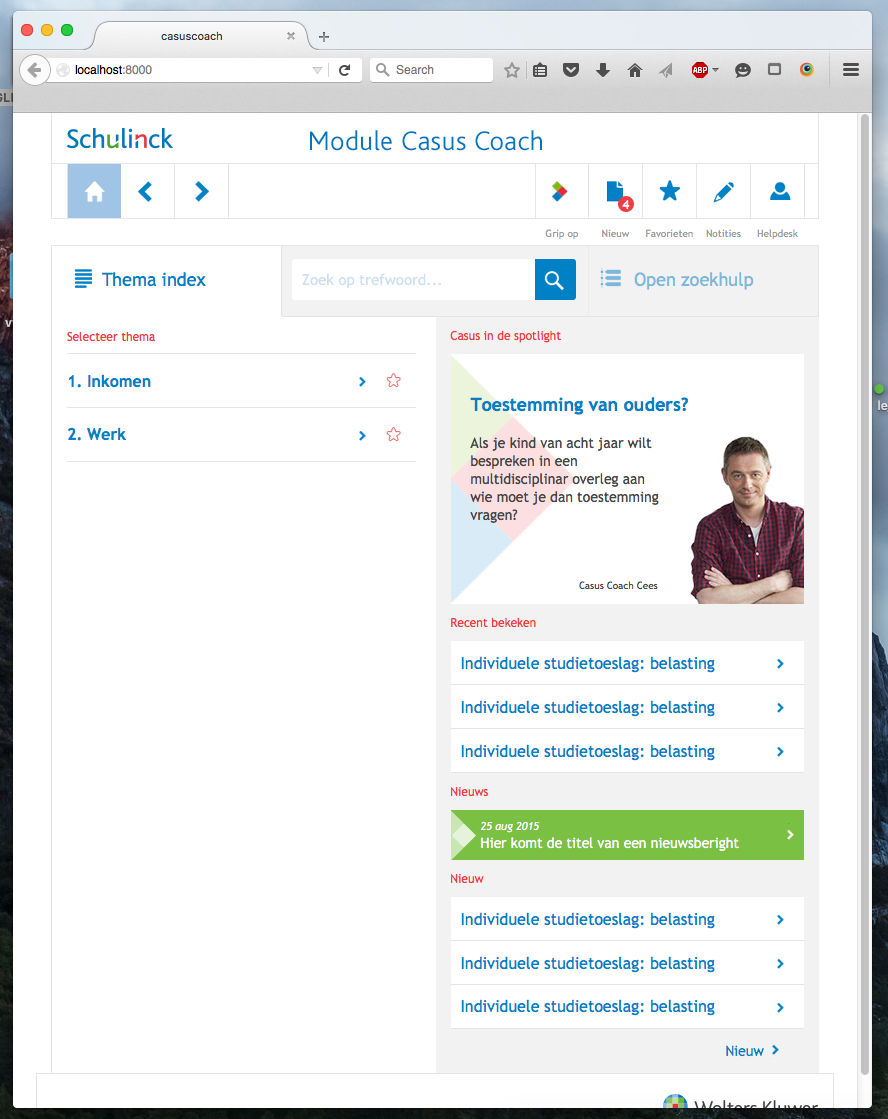 casuscoach
localhost:8000
Search
ABP
Schulinck
Module Casus Coach
4
Grip op
Nieuw
Favorieten
Notities
Helpdesk
Thema index
Zoek op trefwoord...
Open zoekhulp
Selecteer thema
1. Inkomen
2. Werk
Casus in de spotlight
Toestemming van ouders?
Als je kind van acht jaar wilt
bespreken in een
multidisciplinar overleg aan
wie moet je dan toestemming
vragen?
Casus Coach Cees
Recent bekeken
Individuele studietoeslag: belasting
Individuele studietoeslag: belasting
Individuele studietoeslag: belasting
Nieuws
25 aug 2015
Hier komt de titel van een nieuwsberight
Nieuw
Individuele studietoeslag: belasting
Individuele studietoeslag: belasting
Individuele studietoeslag: belasting
Nieuw
Wolters Kluwer